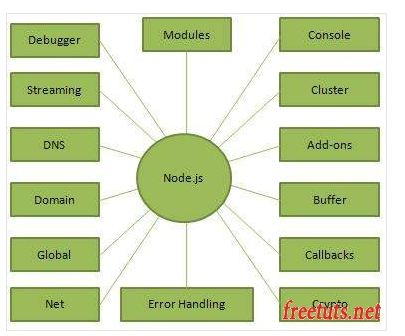 Debugger
Modules
Console
Streaming
Cluster
DNS
Add-ons
Node.js
Domain
Buffer
Global
Callbacks
Net
Error Handling
Crypto
freetuts.net